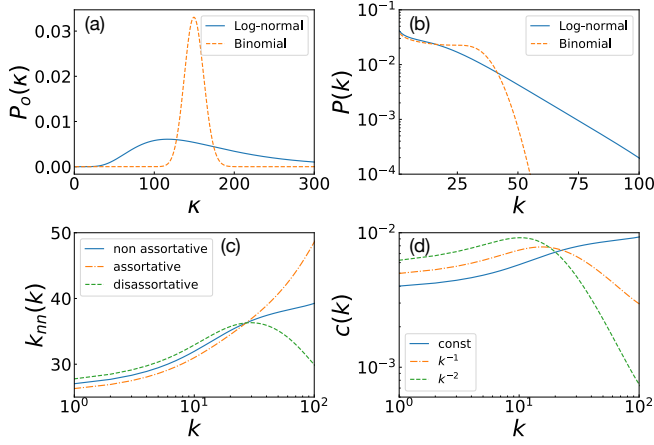 (a)
Log-normal
Binomial
P_o(κ)
0.03
0.02
0.01
0.00
0
100
200
300
κ
(b)
Log-normal
Binomial
P(k)
10^{-1}
10^{-2}
10^{-3}
10^{-4}
25
50
75
100
k
(c)
non assortative
assortative
disassortative
k_{nn}(k)
50
40
30
10^0
10^1
10^2
k
(d)
const
k^{-1}
k^{-2}
c(k)
10^{-2}
10^{-3}
10^0
10^1
10^2
k